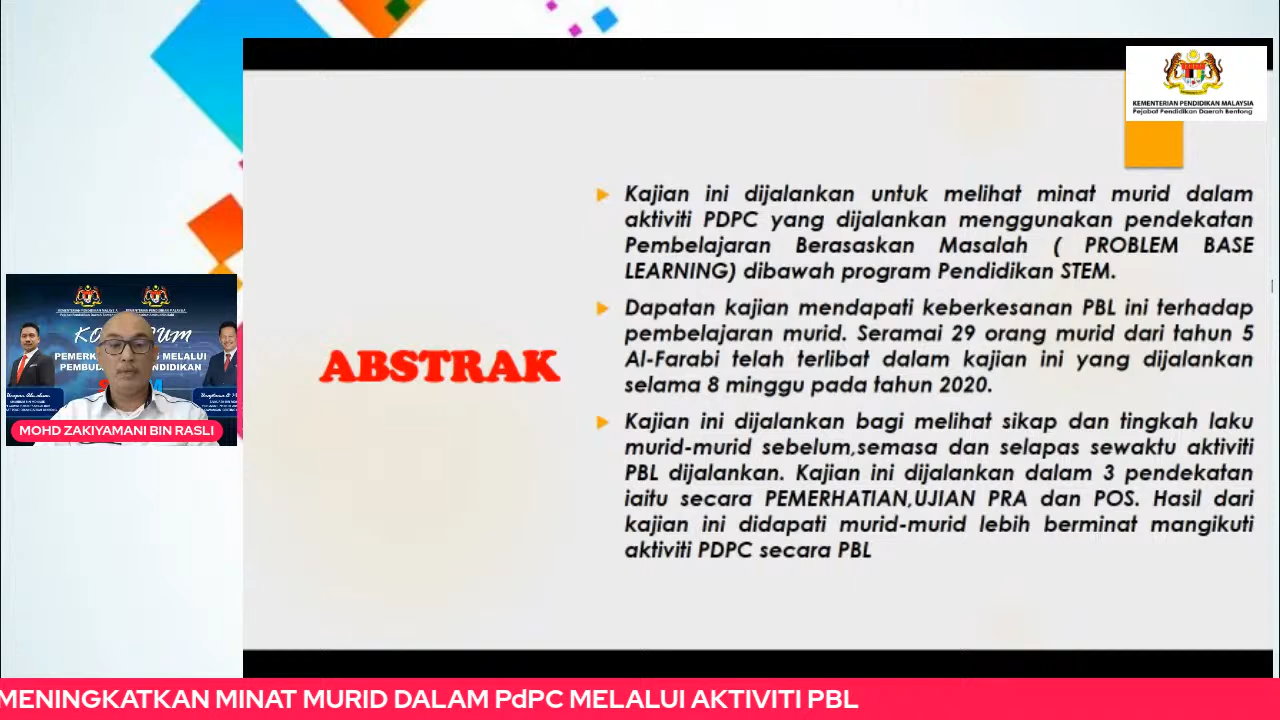 KEMENTERIAN PENDIDIKAN MALAYSIA
Pejabat Pendidikan Daerah Bentong
Kajian ini dijalankan untuk melihat minat murid dalam
aktiviti PDPC yang dijalankan menggunakan pendekatan
Pembelajaran Berasaskan Masalah ( PROBLEM BASE
LEARNING) dibawah program Pendidikan STEM.
Dapatan kajian mendapati keberkesanan PBL ini terhadap
pembelajaran murid. Seramai 29 orang murid dari tahun 5
Al-Farabi telah terlibat dalam kajian ini yang dijalankan
selama 8 minggu pada tahun 2020.
ABSTRAK
Kajian ini dijalankan bagi melihat sikap dan tingkah laku
murid-murid sebelum,semasa dan selapas sewaktu aktiviti
PBL dijalankan. Kajian ini dijalankan dalam 3 pendekatan
iaitu secara PEMERHATIAN,UJIAN PRA dan POS. Hasil dari
kajian ini didapati murid-murid lebih berminat mangikuti
aktiviti PDPC secara PBL
KEMENTERIAN PENDIDIKAN MALAYSIA
MELALUI
PENDIDIKAN
MOHD ZAKIYAMANI BIN RASLI
MENINGKATKAN MINAT MURID DALAM PdPC MELALUI AKTIVITI PBL